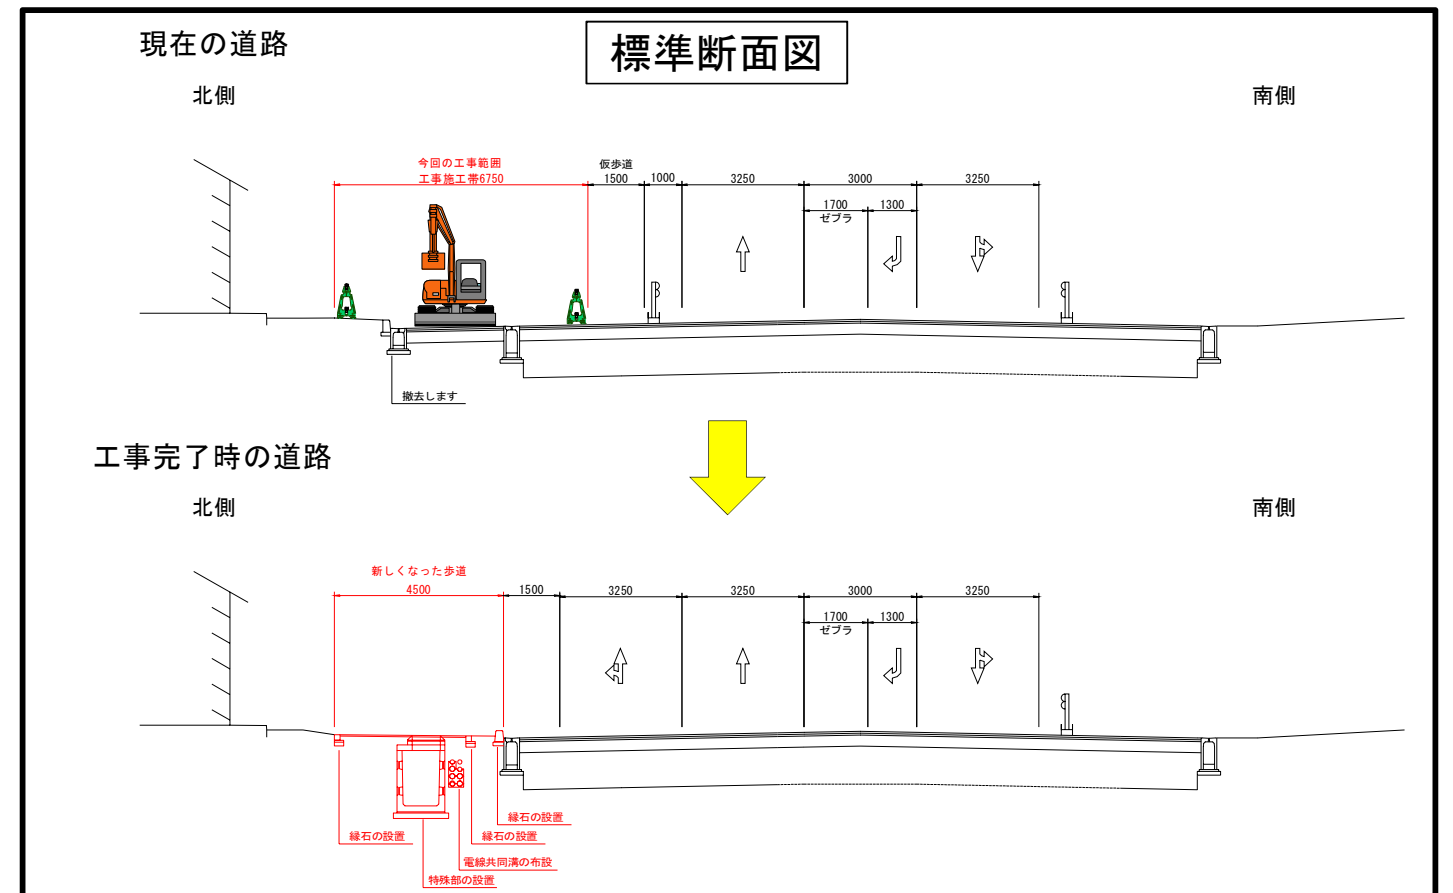 標準断面図
現在の道路
北側
南側
今回の工事範囲
工事施工帯6750
仮歩道
1500
1000
3250
3000
3250
1700
1300
ゼブラ
撤去します
工事完了時の道路
北側
南側
新しくなった歩道
4500
1500
3250
3250
3000
3250
1700
1300
ゼブラ
縁石の設置
縁石の設置
縁石の設置
電線共同溝の布設
特殊部の設置